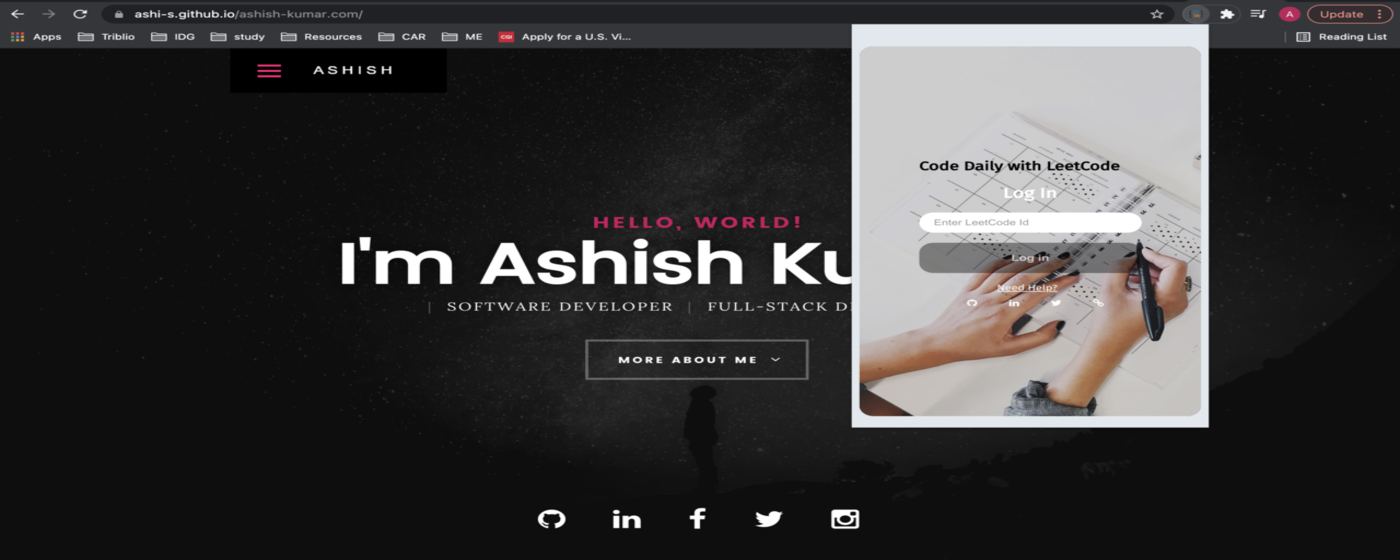 ashi-s.github.io/ashish-kumar.com/
A
Update
Apps
Triblio
IDG
study
Resources
CAR
ME
CGI
Apply for a U.S. Vi...
Reading List
ASHISH
HELLO, WORLD!
I'm Ashish Ku
| SOFTWARE DEVELOPER | FULL-STACK D
MORE ABOUT ME
Code Daily with LeetCode
Log In
Enter LeetCode Id
Log in
Need Help?